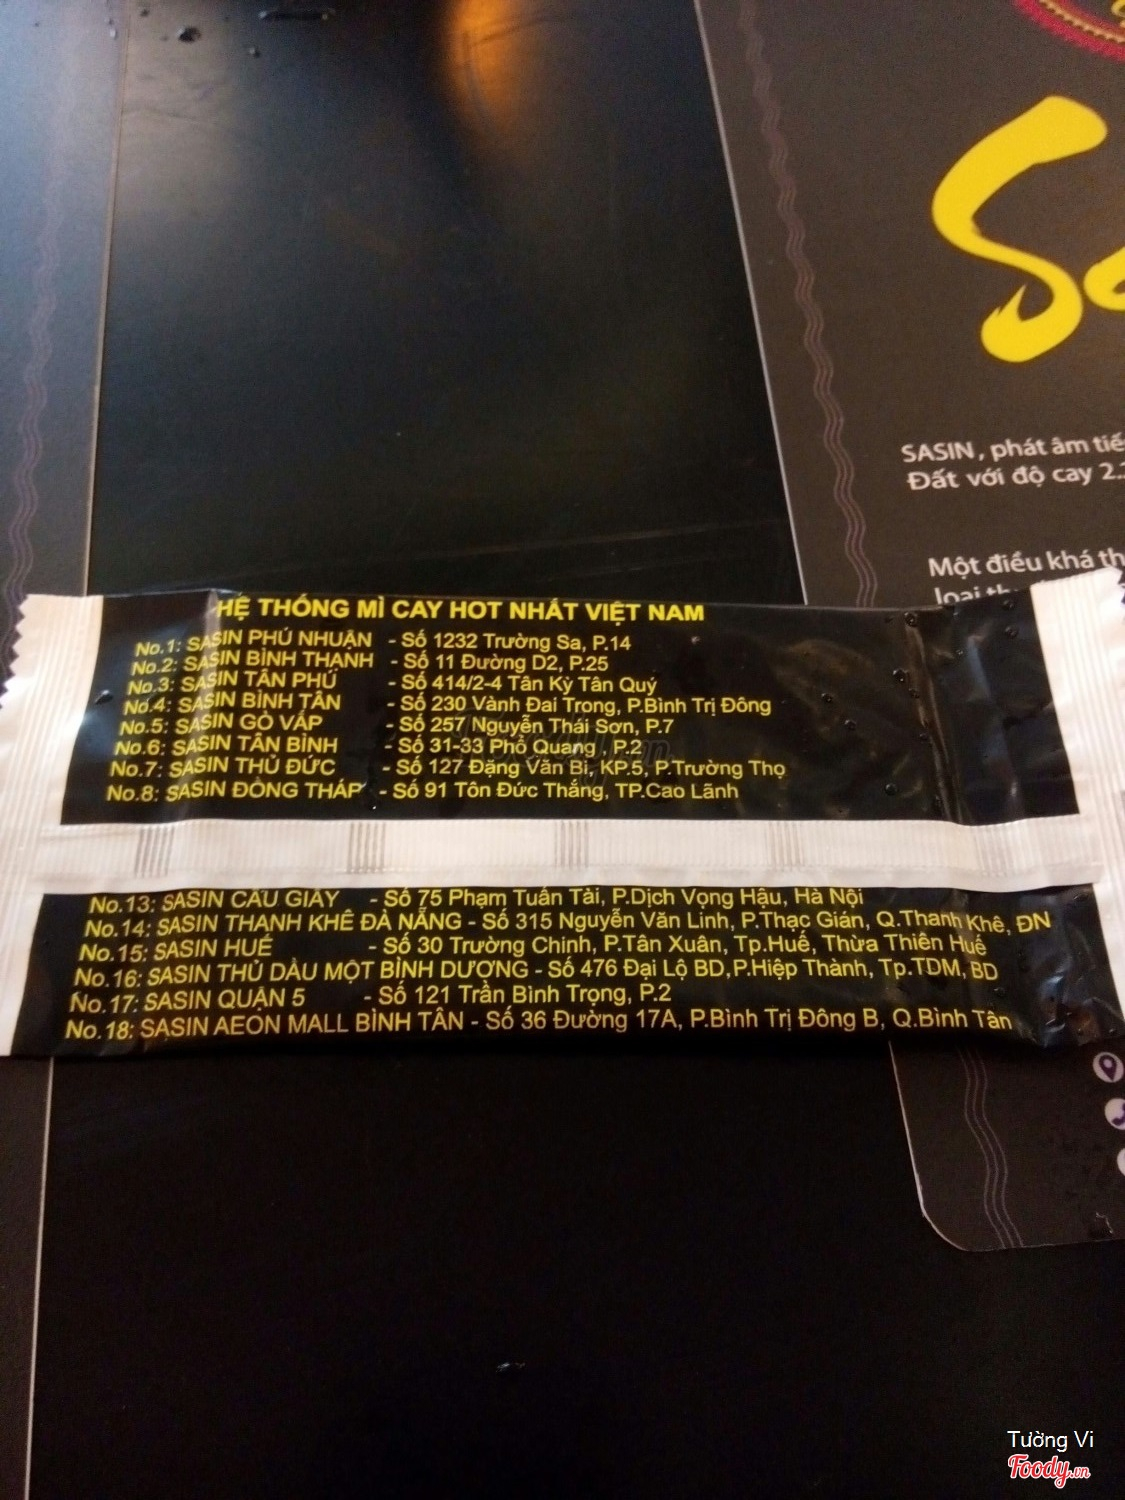 SASIN, phát âm
Đất với độ cay
Một điều khá
HỆ THỐNG MÌ CAY HOT NHẤT VIỆT NAM
No.1: SASIN PHÚ NHUẬN - Số 1232 Trường Sa, P.14
No.2: SASIN BÌNH THẠNH - Số 11 Đường D2, P.25
No.3: SASIN TÂN PHÚ - Số 414/2-4 Tân Kỳ Tân Quý
No.4: SASIN BÌNH TÂN - Số 230 Vành Đai Trong, P.Bình Trị Đông
No.5: SASIN GÒ VẤP - Số 257 Nguyễn Thái Sơn, P.7
No.6: SASIN TÂN BÌNH - Số 31-33 Phổ Quang, P.2
No.7: SASIN THỦ ĐỨC - Số 127 Đặng Văn Bi, KP.5, P.Trường Thọ
No.8: SASIN ĐỒNG THÁP - Số 91 Tôn Đức Thắng, TP.Cao Lãnh
No.13: SASIN CẦU GIẤY - Số 75 Phạm Tuấn Tài, P.Dịch Vọng Hậu, Hà Nội
No.14: SASIN THANH KHÊ ĐÀ NẴNG - Số 315 Nguyễn Văn Linh, P.Thạc Gián, Q.Thanh Khê, ĐN
No.15: SASIN HUẾ - Số 30 Trường Chinh, P.Tân Xuân, Tp.Huế, Thừa Thiên Huế
No.16: SASIN THỦ DẦU MỘT BÌNH DƯƠNG - Số 476 Đại Lộ BD, P.Hiệp Thành, Tp.TDM, BD
No.17: SASIN QUẬN 5 - Số 121 Trần Bình Trọng, P.2
No.18: SASIN AEON MALL BÌNH TÂN - Số 36 Đường 17A, P.Bình Trị Đông B, Q.Bình Tân
Tường Vi
Foody.vn